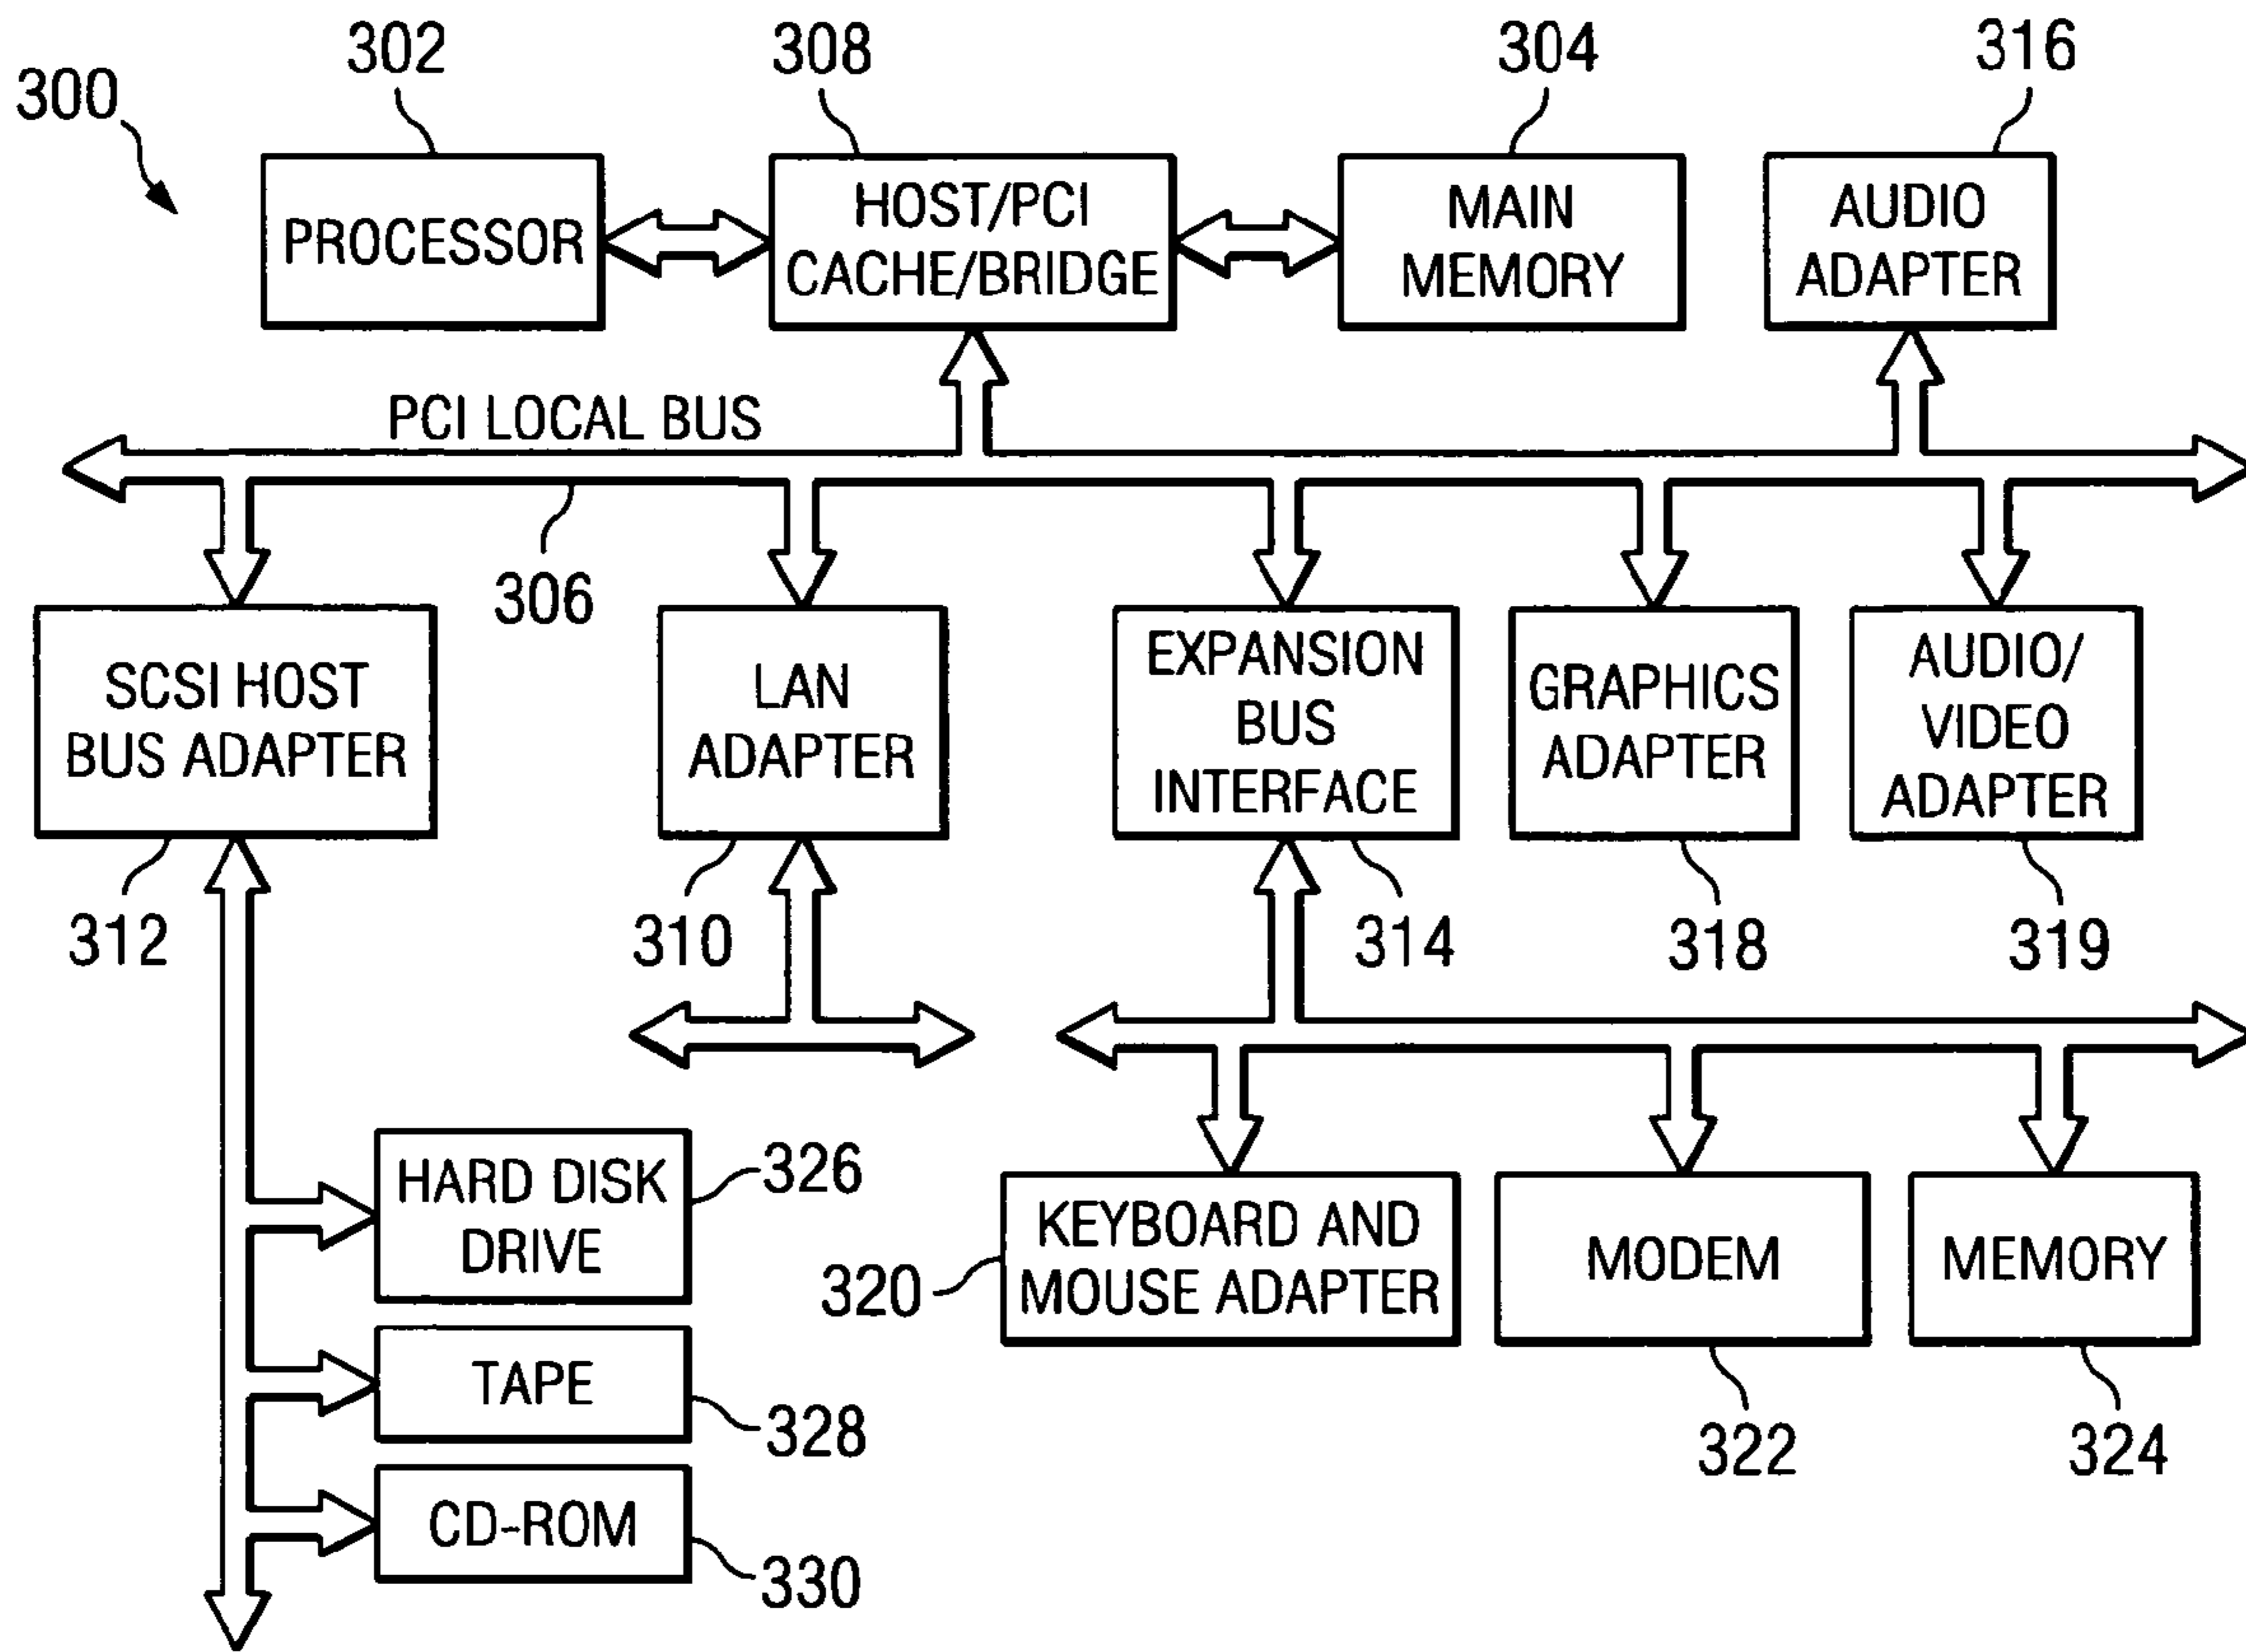 302
308
304
316
300
PROCESSOR
HOST/PCI
CACHE/BRIDGE
MAIN
MEMORY
AUDIO
ADAPTER
PCI LOCAL BUS
306
SCSI HOST
BUS ADAPTER
LAN
ADAPTER
EXPANSION
BUS
INTERFACE
GRAPHICS
ADAPTER
AUDIO/
VIDEO
ADAPTER
312
310
314
318
319
HARD DISK
DRIVE
326
TAPE
328
CD-ROM
330
320
KEYBOARD AND
MOUSE ADAPTER
MODEM
MEMORY
322
324